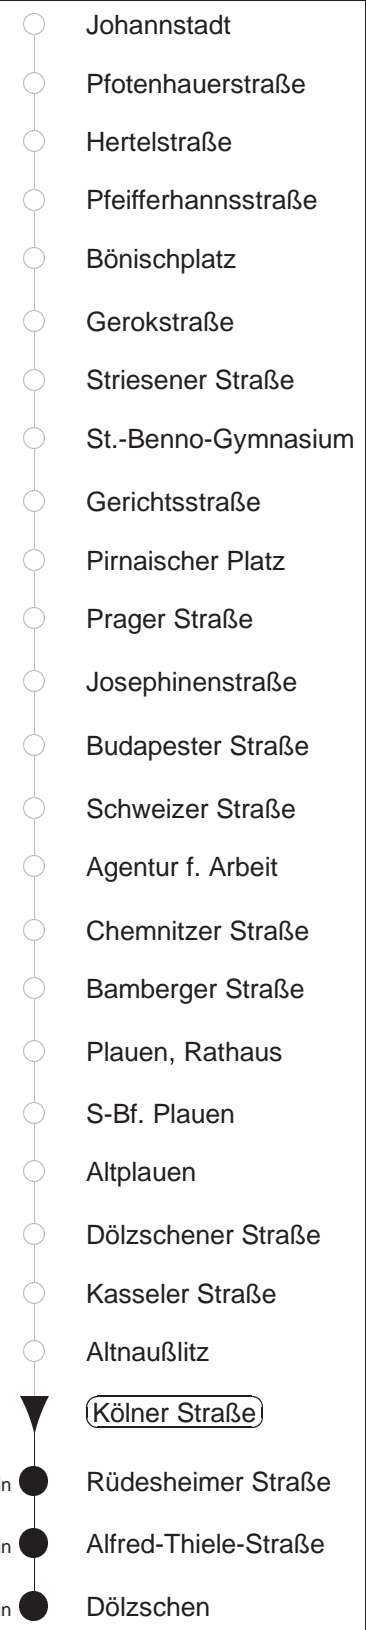 Johannstadt
Pfotenhauerstraße
Hertelstraße
Pfeifferhannsstraße
Bönischplatz
Gerokstraße
Striesener Straße
St.-Benno-Gymnasium
Gerichtsstraße
Pirnaischer Platz
Prager Straße
Josephinenstraße
Budapester Straße
Schweizer Straße
Agentur f. Arbeit
Chemnitzer Straße
Bamberger Straße
Plauen, Rathaus
S-Bf. Plauen
Altplauen
Dölzschener Straße
Kasseler Straße
Altnaußlitz
Kölner Straße
Rüdesheimer Straße
Alfred-Thiele-Straße
Dölzschen